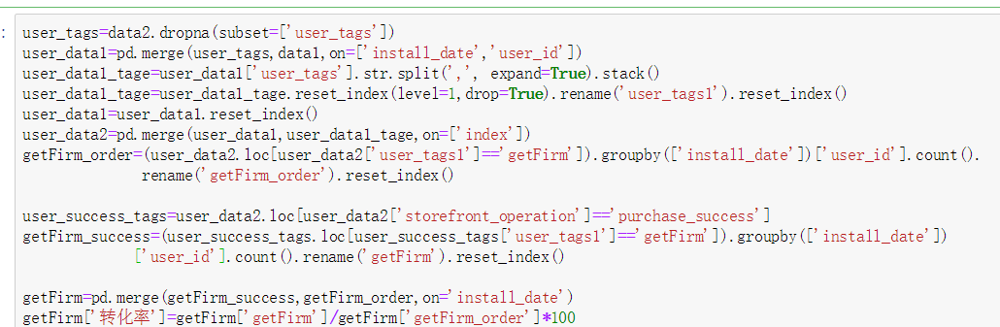 :
user_tags=data2.dropna(subset=['user_tags'])
user_data1=pd.merge(user_tags,data1,on=['install_date','user_id'])
user_data1_tage=user_data1['user_tags'].str.split(',', expand=True).stack()
user_data1_tage=user_data1_tage.reset_index(level=1,drop=True).rename('user_tags1').reset_index()
user_data1=user_data1.reset_index()
user_data2=pd.merge(user_data1,user_data1_tage,on=['index'])
getFirm_order=(user_data2.loc[user_data2['user_tags1']=='getFirm']).groupby(['install_date'])['user_id'].count().
rename('getFirm_order').reset_index()
user_success_tags=user_data2.loc[user_data2['storefront_operation']=='purchase_success']
getFirm_success=(user_success_tags.loc[user_success_tags['user_tags1']=='getFirm']).groupby(['install_date'])
['user_id'].count().rename('getFirm').reset_index()
getFirm=pd.merge(getFirm_success,getFirm_order,on='install_date')
getFirm['转化率']=getFirm['getFirm']/getFirm['getFirm_order']*100